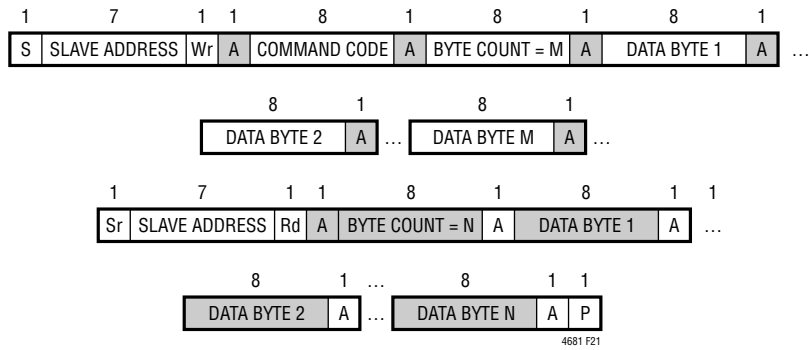 1 7 1 1 8 1 8 1 8 1
S SLAVE ADDRESS Wr A COMMAND CODE A BYTE COUNT = M A DATA BYTE 1 A …
8 1 8 1
DATA BYTE 2 A … DATA BYTE M A …
1 7 1 1 8 1 8 1 1
Sr SLAVE ADDRESS Rd A BYTE COUNT = N A DATA BYTE 1 A …
8 1 … 8 1 1
DATA BYTE 2 A … DATA BYTE N A P
4681 F21